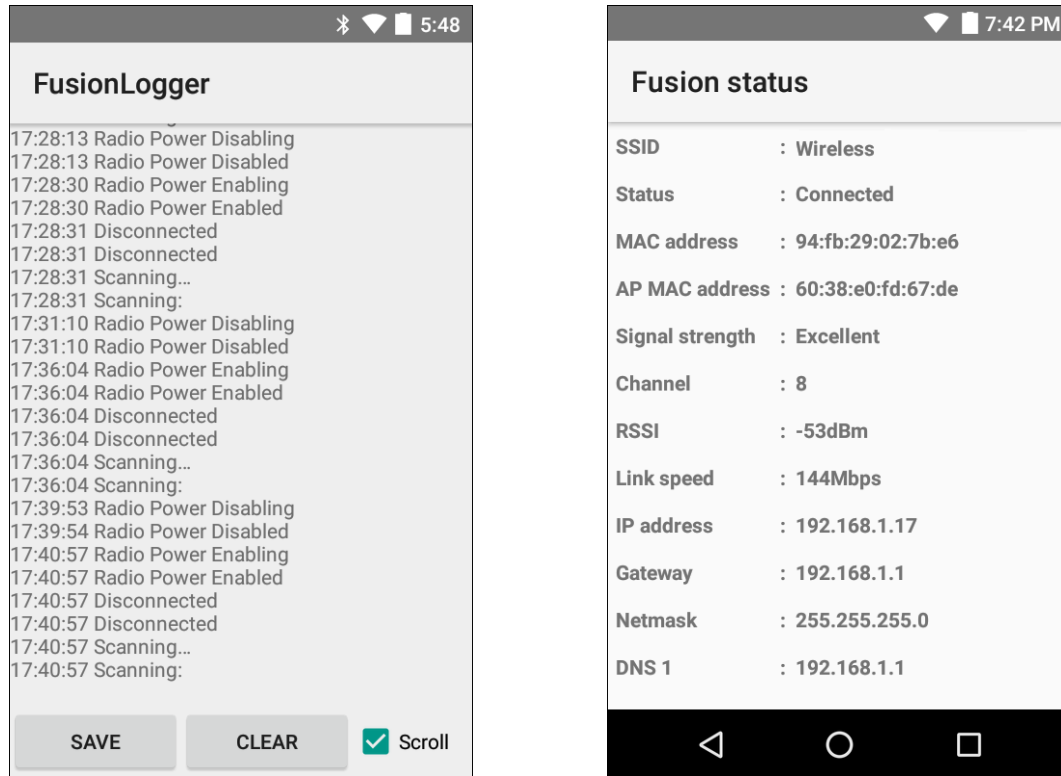 5:48
FusionLogger
17:28:13 Radio Power Disabling
17:28:13 Radio Power Disabled
17:28:30 Radio Power Enabling
17:28:30 Radio Power Enabled
17:28:31 Disconnected
17:28:31 Disconnected
17:28:31 Scanning...
17:28:31 Scanning:
17:31:10 Radio Power Disabling
17:31:10 Radio Power Disabled
17:36:04 Radio Power Enabling
17:36:04 Radio Power Enabled
17:36:04 Disconnected
17:36:04 Disconnected
17:36:04 Scanning...
17:36:04 Scanning:
17:39:53 Radio Power Disabling
17:39:54 Radio Power Disabled
17:40:57 Radio Power Enabling
17:40:57 Radio Power Enabled
17:40:57 Disconnected
17:40:57 Disconnected
17:40:57 Scanning...
17:40:57 Scanning:
SAVE CLEAR Scroll
7:42 PM
Fusion status
SSID : Wireless
Status : Connected
MAC address : 94:fb:29:02:7b:e6
AP MAC address : 60:38:e0:fd:67:de
Signal strength : Excellent
Channel : 8
RSSI : -53dBm
Link speed : 144Mbps
IP address : 192.168.1.17
Gateway : 192.168.1.1
Netmask : 255.255.255.0
DNS 1 : 192.168.1.1